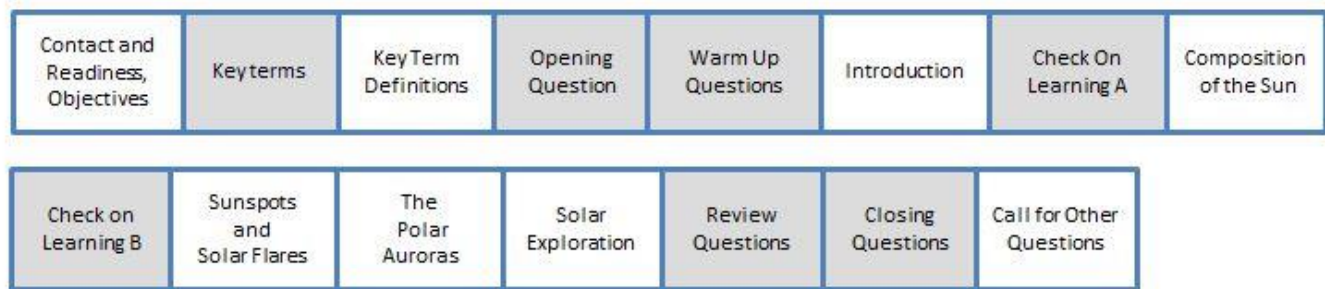 Contact and
Readiness,
Objectives
Key terms
Key Term
Definitions
Opening
Question
Warm Up
Questions
Introduction
Check On
Learning A
Composition
of the Sun
Check on
Learning B
Sunspots
and
Solar Flares
The
Polar
Auroras
Solar
Exploration
Review
Questions
Closing
Questions
Call for Other
Questions